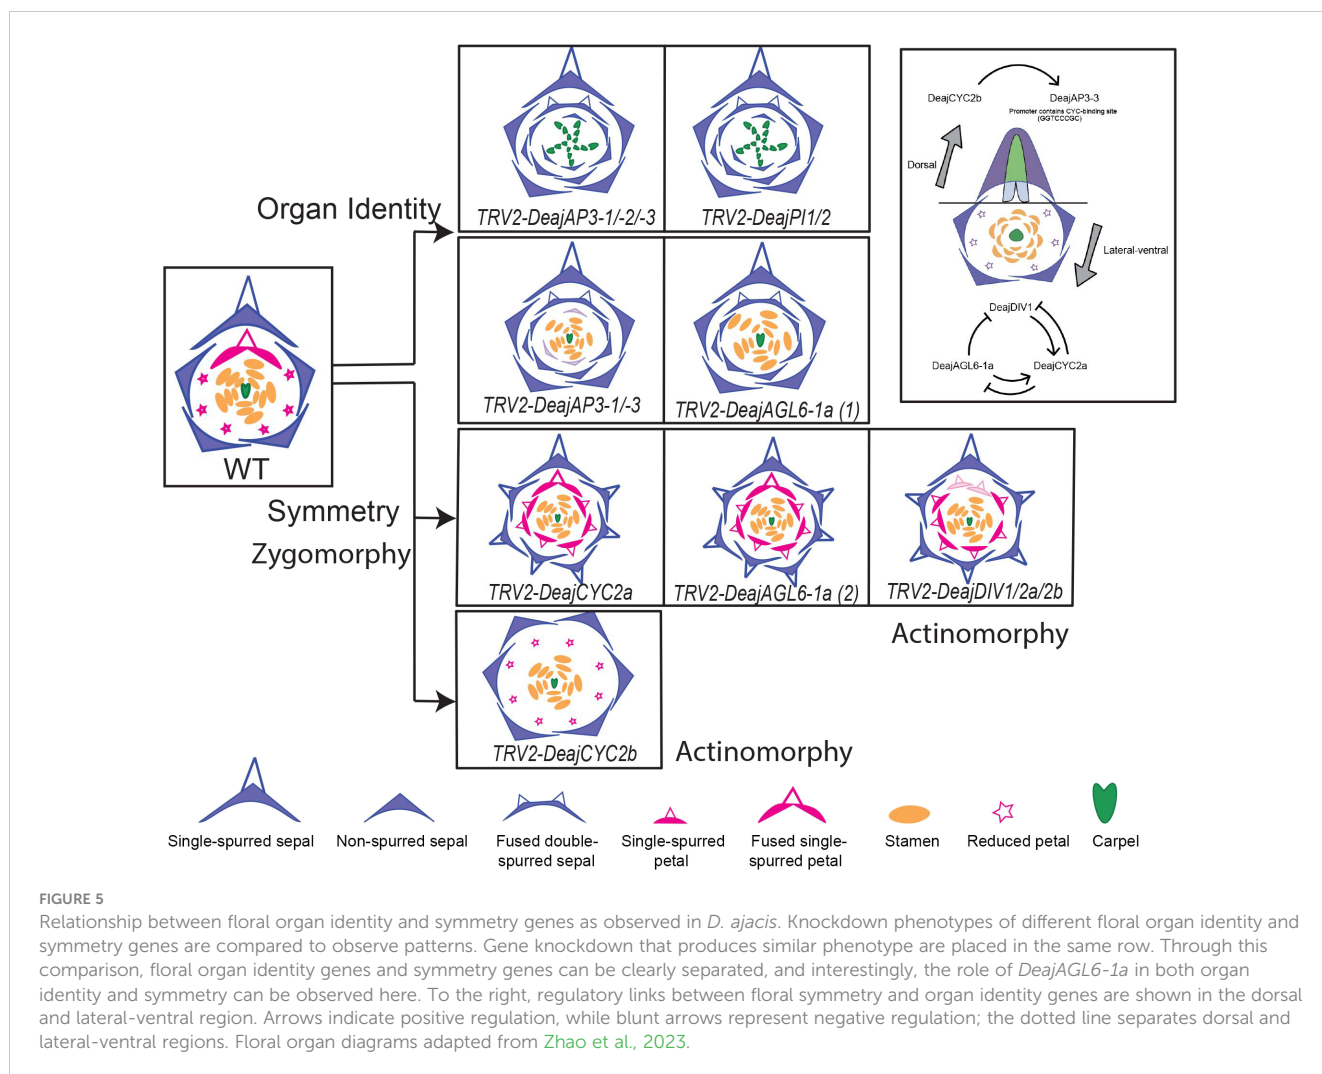 TRV2-DeajAP3-1/-2/-3
TRV2-DeajPI1/2
Organ Identity
TRV2-DeajAP3-1/-3
TRV2-DeajAGL6-1a (1)
WT
Symmetry
Zygomorphy
TRV2-DeajCYC2a
TRV2-DeajAGL6-1a (2)
TRV2-DeajDIV1/2a/2b
Actinomorphy
TRV2-DeajCYC2b
Actinomorphy
DeajCYC2b
DeajAP3-3
Promoter contains CYC-binding site
(GGTCCCGC)
Dorsal
Lateral-ventral
DeajDIV1
DeajAGL6-1a
DeajCYC2a
Single-spurred sepal
Non-spurred sepal
Fused double-
spurred sepal
Single-spurred
petal
Fused single-
spurred petal
Stamen
Reduced petal
Carpel
FIGURE 5
Relationship between floral organ identity and symmetry genes as observed in D. ajacis. Knockdown phenotypes of different floral organ identity and
symmetry genes are compared to observe patterns. Gene knockdown that produces similar phenotype are placed in the same row. Through this
comparison, floral organ identity genes and symmetry genes can be clearly separated, and interestingly, the role of DeajAGL6-1a in both organ
identity and symmetry can be observed here. To the right, regulatory links between floral symmetry and organ identity genes are shown in the dorsal
and lateral-ventral region. Arrows indicate positive regulation, while blunt arrows represent negative regulation; the dotted line separates dorsal and
lateral-ventral regions. Floral organ diagrams adapted from Zhao et al., 2023.